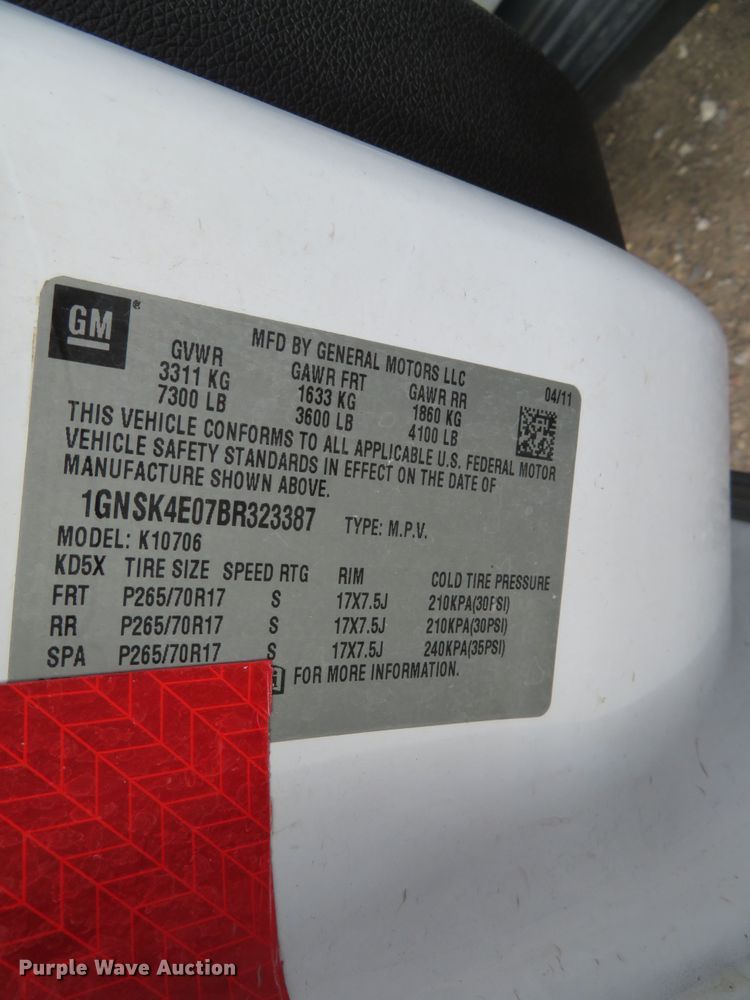 GM®
MFD BY GENERAL MOTORS LLC
GVWR GAWR FRT GAWR RR 04/11
3311 KG 1633 KG 1860 KG
7300 LB 3600 LB 4100 LB
THIS VEHICLE CONFORMS TO ALL APPLICABLE U.S. FEDERAL MOTOR
VEHICLE SAFETY STANDARDS IN EFFECT ON THE DATE OF
MANUFACTURE SHOWN ABOVE.
1GNSK4E07BR323387 TYPE: M.P.V.
MODEL: K10706
KD5X TIRE SIZE SPEED RTG RIM COLD TIRE PRESSURE
FRT P265/70R17 S 17X7.5J 210KPA(30PSI)
RR P265/70R17 S 17X7.5J 210KPA(30PSI)
SPA P265/70R17 S 17X7.5J 240KPA(35PSI)
FOR MORE INFORMATION.
Purple Wave Auction